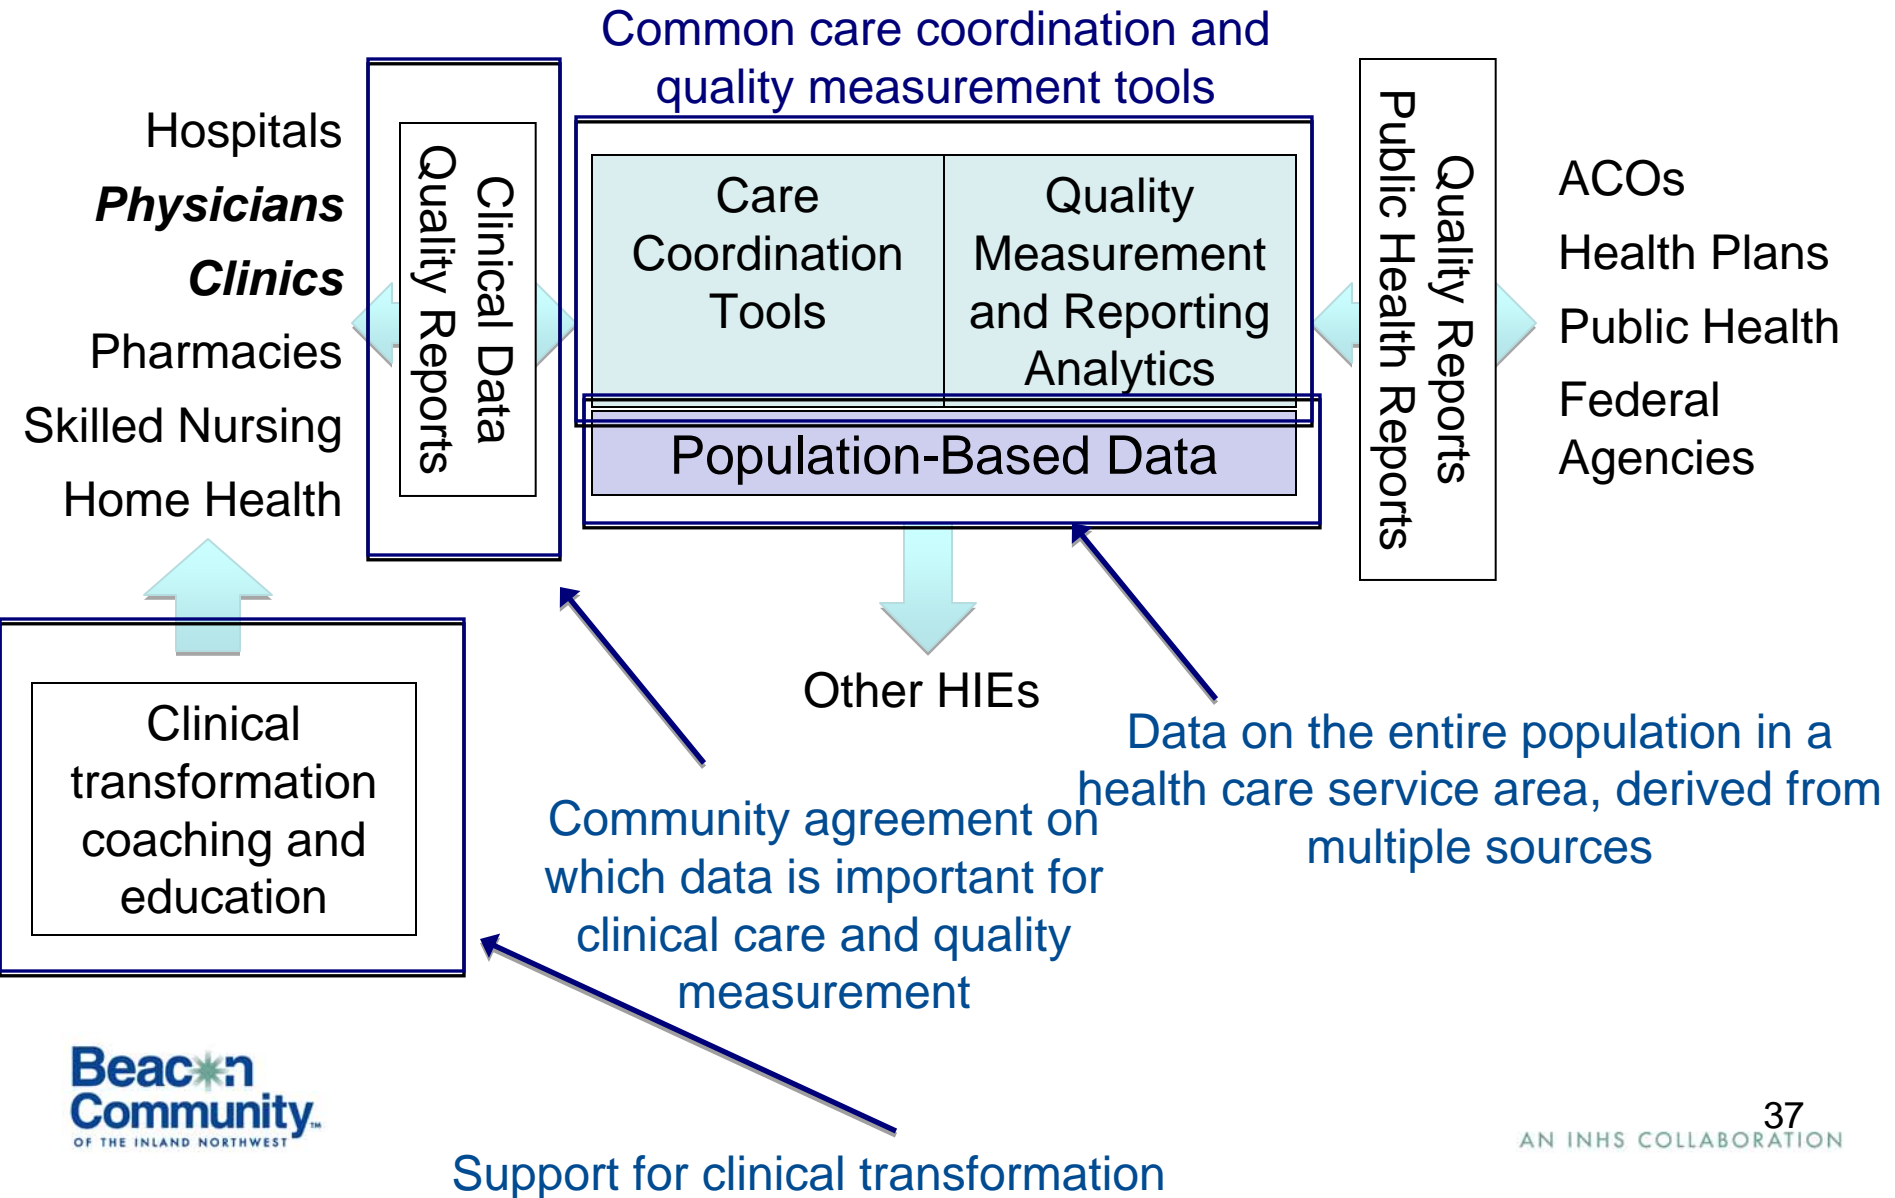 Common care coordination and
quality measurement tools
Hospitals
Physicians
Clinics
Pharmacies
Skilled Nursing
Home Health
Clinical Data
Quality Reports
Care
Coordination
Tools
Quality
Measurement
and Reporting
Analytics
Population-Based Data
Quality Reports
Public Health Reports
ACOs
Health Plans
Public Health
Federal
Agencies
Other HIEs
Clinical
transformation
coaching and
education
Community agreement on
which data is important for
clinical care and quality
measurement
Data on the entire population in a
health care service area, derived from
multiple sources
Support for clinical transformation
Beacon
Community™
OF THE INLAND NORTHWEST
37
AN INHS COLLABORATION